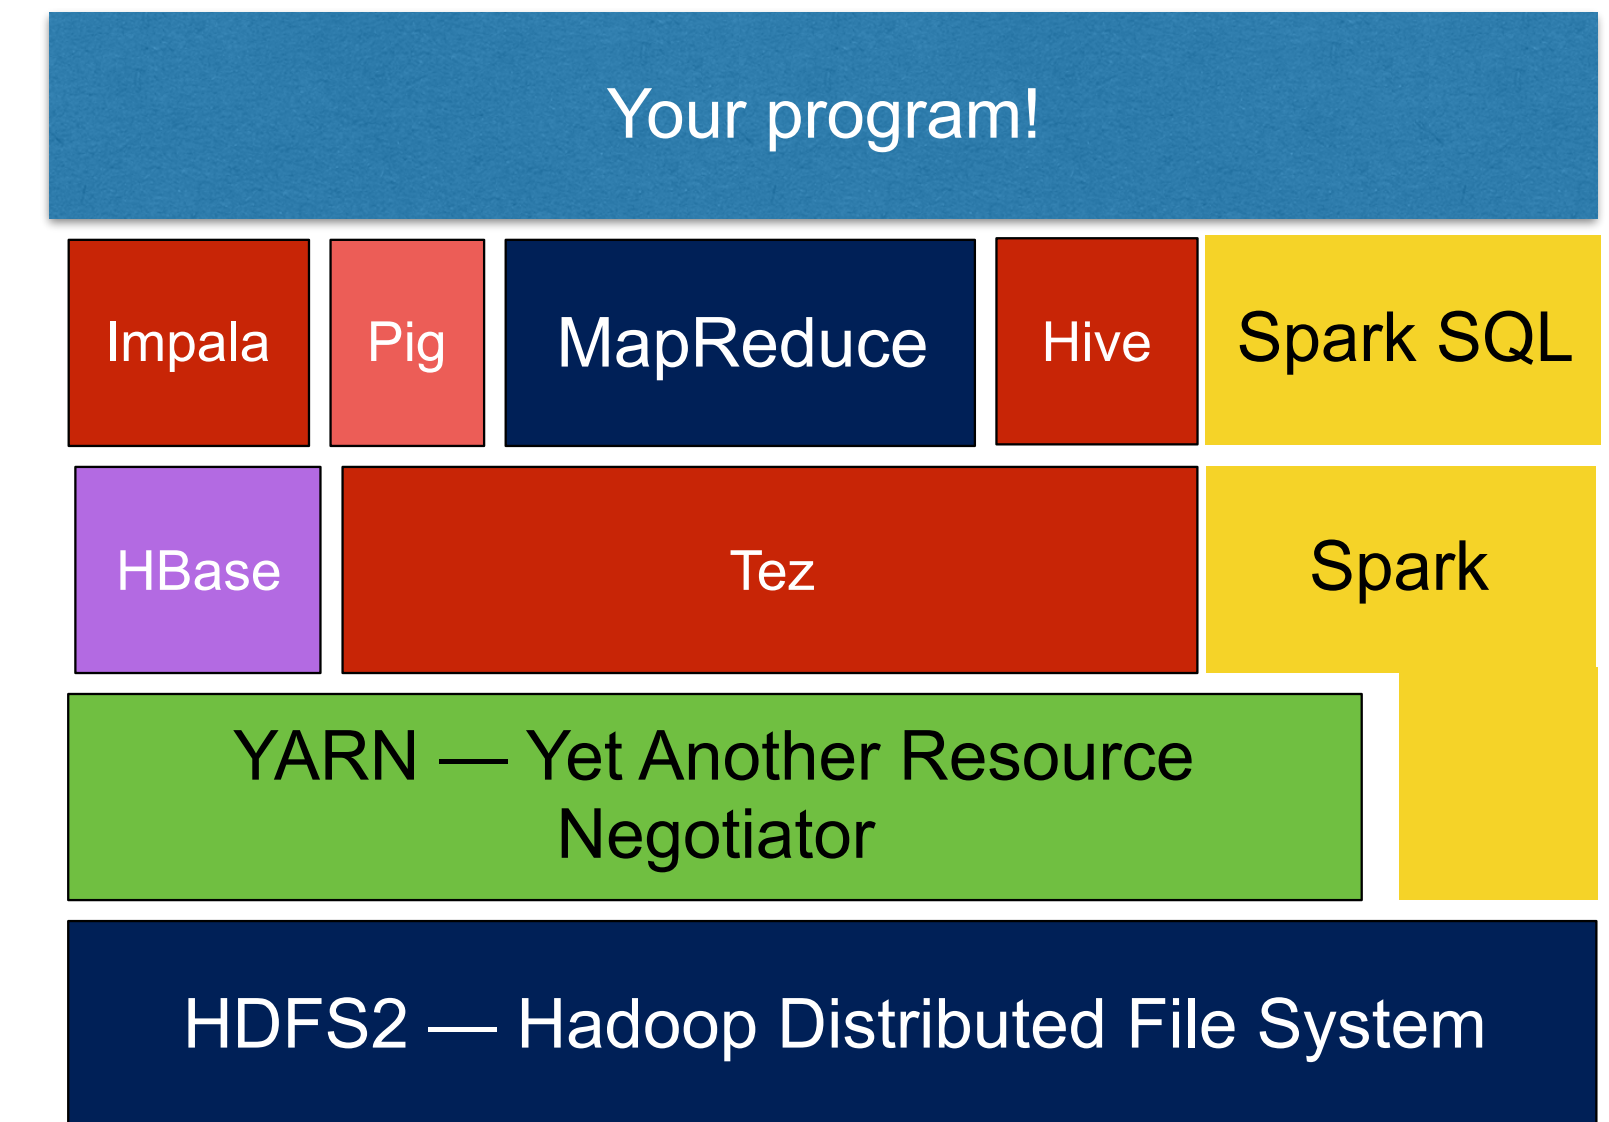 Your program!
Impala
Pig
MapReduce
Hive
Spark SQL
HBase
Tez
Spark
YARN — Yet Another Resource
Negotiator
HDFS2 — Hadoop Distributed File System